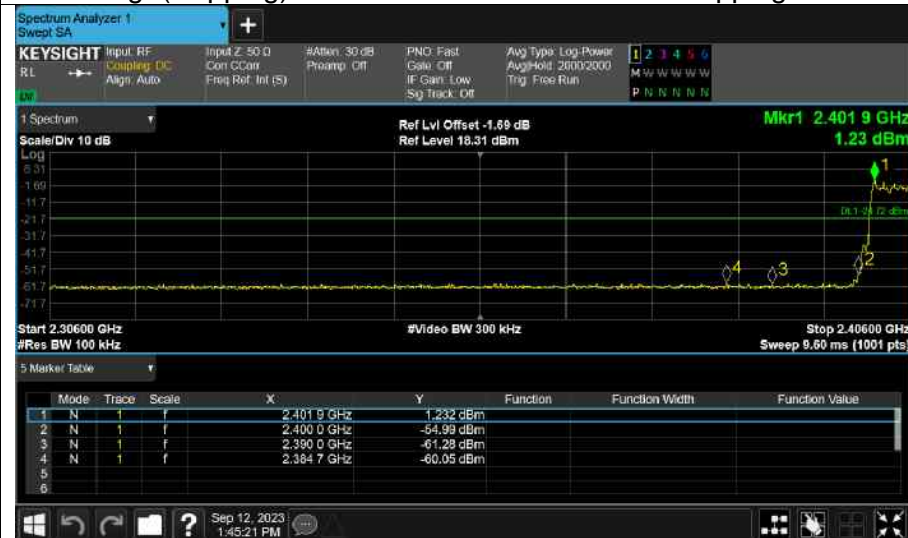 Spectrum Analyzer 1
Swept SA
+
KEYSIGHT Input: RF Input Z: 50 Ω #Atten: 30 dB PNO: Fast Avg Type: Log-Power 1 2 3 4 5 6
RL Coupling: DC Corr CCorr Preamp: Off Gate: Off Avg|Hold: 2000/2000 M W W W W W
Align: Auto Freq Ref: Int (S) IF Gain: Low Trig: Free Run
Sig Track: Off P N N N N N
1 Spectrum Ref Lvl Offset -1.69 dB Mkr1 2.401 9 GHz
Scale/Div 10 dB Ref Level 18.31 dBm 1.23 dBm
Log
1
-1.69
-11.7
-21.7
-31.7
-41.7
-51.7 4 3 2
-61.7
-71.7
Start 2.30600 GHz #Video BW 300 kHz Stop 2.40600 GHz
#Res BW 100 kHz Sweep 9.60 ms (1001 pts)
5 Marker Table
Mode Trace Scale X Y Function Function Width Function Value
1 N 1 f 2.401 9 GHz 1.232 dBm
2 N 1 f 2.400 0 GHz -54.99 dBm
3 N 1 f 2.390 0 GHz -61.28 dBm
4 N 1 f 2.384 7 GHz -60.05 dBm
5
6
? Sep 12, 2023
1:45:21 PM